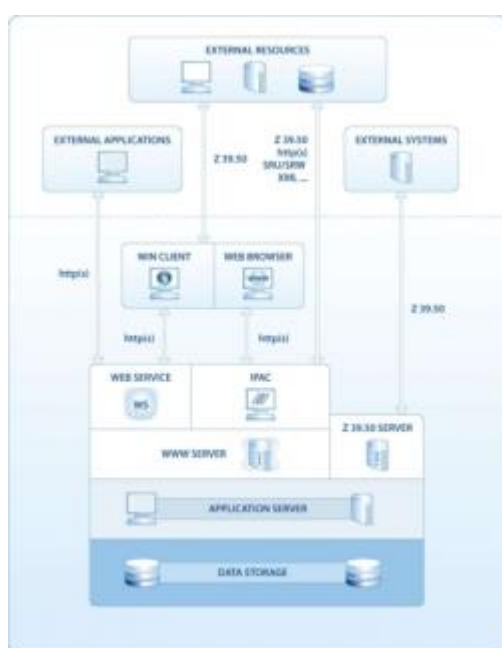 EXTERNAL RESOURCES
EXTERNAL APPLICATIONS
Z 39.50
Z 39.50
http(s)
SRU/SRW
XML ...
EXTERNAL SYSTEMS
WIN CLIENT
WEB BROWSER
http(s)
Z 39.50
http(s)
http(s)
WEB SERVICE
IPAC
WS
Z 39.50 SERVER
WWW SERVER
APPLICATION SERVER
DATA STORAGE